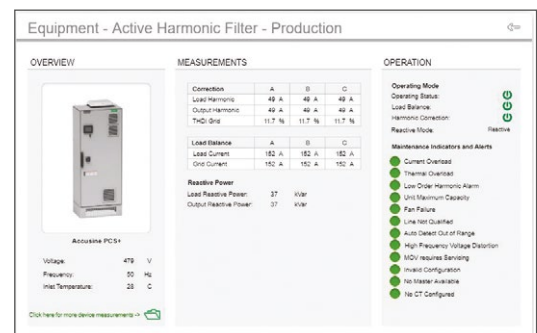 Equipment - Active Harmonic Filter - Production
OVERVIEW
Accusine PCS+
Voltage: 479 V
Frequency: 50 Hz
Inlet Temperature: 28 C
Click here for more device measurements ->
MEASUREMENTS
Correction A B C
Load Harmonic 49 A 49 A 49 A
Output Harmonic 49 A 49 A 49 A
THDI Grid 11.7 % 11.7 % 11.7 %
Load Balance A B C
Load Current 152 A 152 A 152 A
Grid Current 152 A 152 A 152 A
Reactive Power
Load Reactive Power: 37 kVar
Output Reactive Power: 37 kVar
OPERATION
Operating Mode
Operating Status:
Load Balance:
Harmonic Correction:
Reactive Mode: Reactive
Maintenance Indicators and Alerts
Current Overload
Thermal Overload
Low Order Harmonic Alarm
Unit Maximum Capacity
Fan Failure
Line Not Qualified
Auto Detect Out of Range
High Frequency Voltage Distortion
MOV requires Servicing
Invalid Configuration
No Master Available
No CT Configured